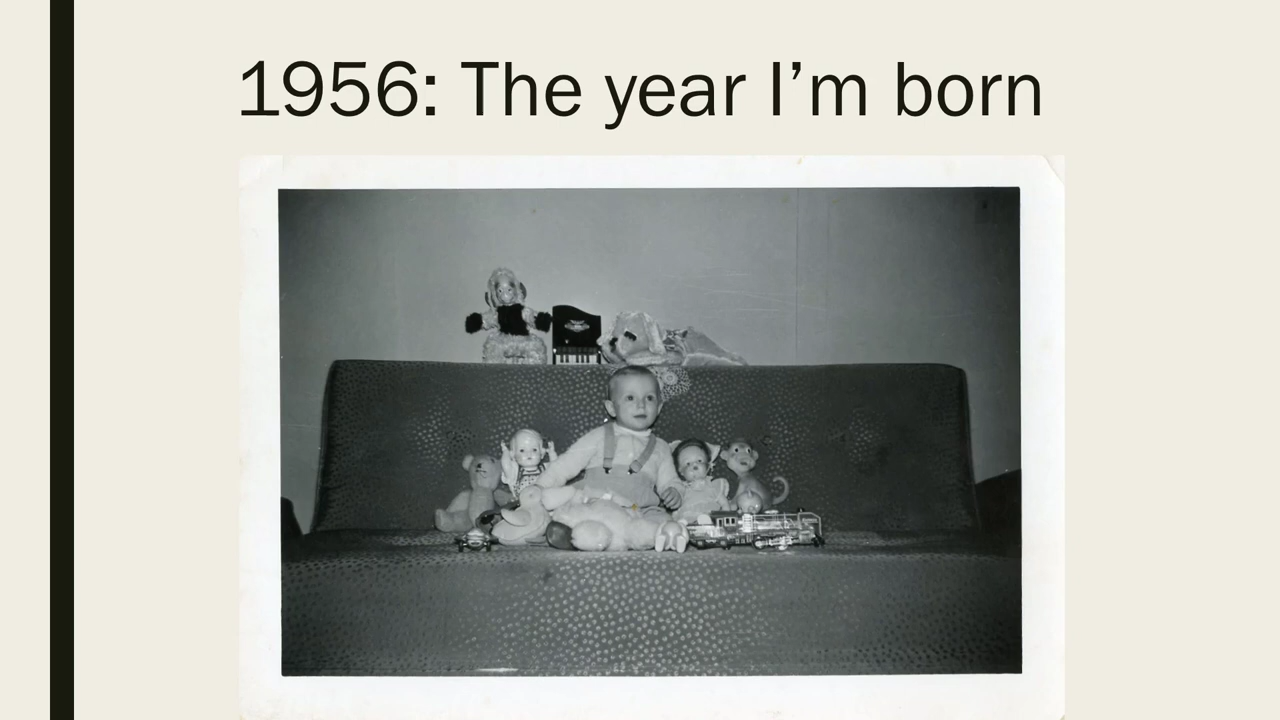 1956: The year I’m born